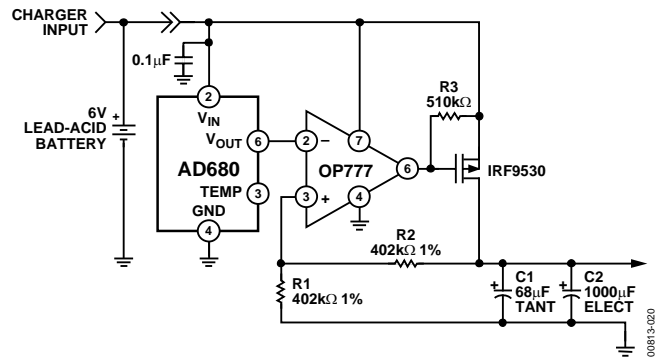 CHARGER
INPUT
0.1µF
6V
LEAD-ACID
BATTERY
+
2
VIN
VOUT
6
AD680
TEMP
3
GND
4
2
–
7
OP777
6
3
+
4
R3
510kΩ
IRF9530
R2
402kΩ 1%
R1
402kΩ 1%
+
C1
68µF
TANT
+
C2
1000µF
ELECT
00813-020